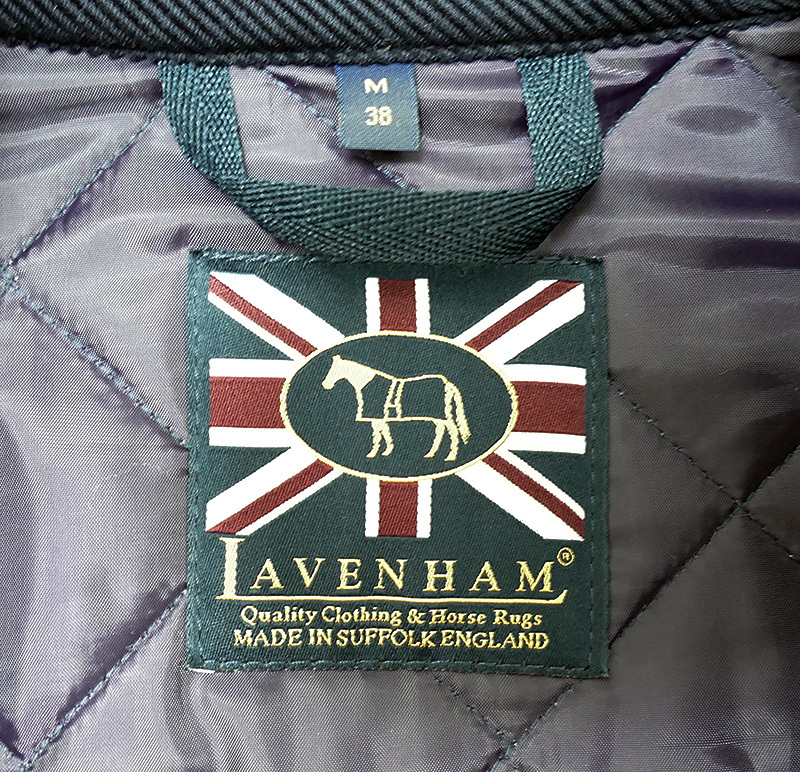 M
38
LAVENHAM®
Quality Clothing & Horse Rugs
MADE IN SUFFOLK ENGLAND